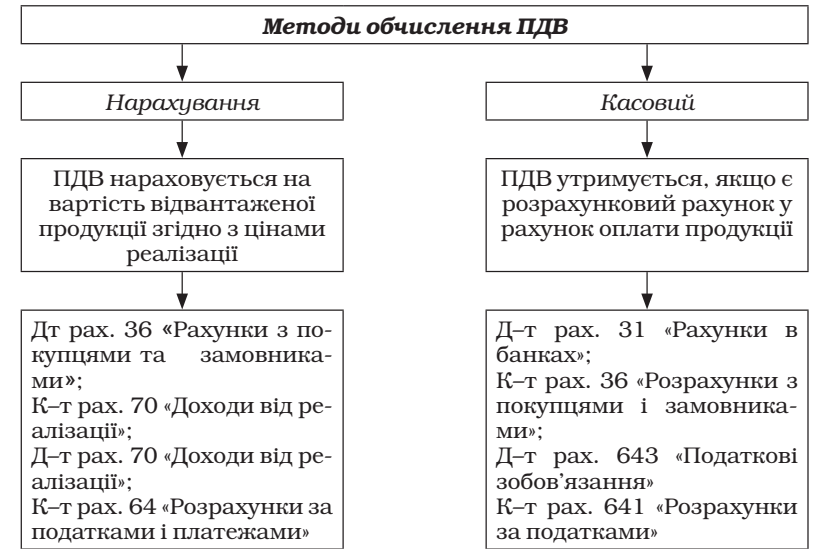 Методи обчислення ПДВ
Нарахування
Касовий
ПДВ нараховується на
вартість відвантаженої
продукції згідно з цінами
реалізації
ПДВ утримується, якщо є
розрахунковий рахунок у
рахунок оплати продукції
Дт рах. 36 «Рахунки з по-
купцями та замовника-
ми»;
К–т рах. 70 «Доходи від ре-
алізації»;
Д–т рах. 70 «Доходи від ре-
алізації»;
К–т рах. 64 «Розрахунки за
податками і платежами»
Д–т рах. 31 «Рахунки в
банках»;
К–т рах. 36 «Розрахунки з
покупцями і замовника-
ми»;
Д–т рах. 643 «Податкові
зобов'язання»
К–т рах. 641 «Розрахунки
за податками»